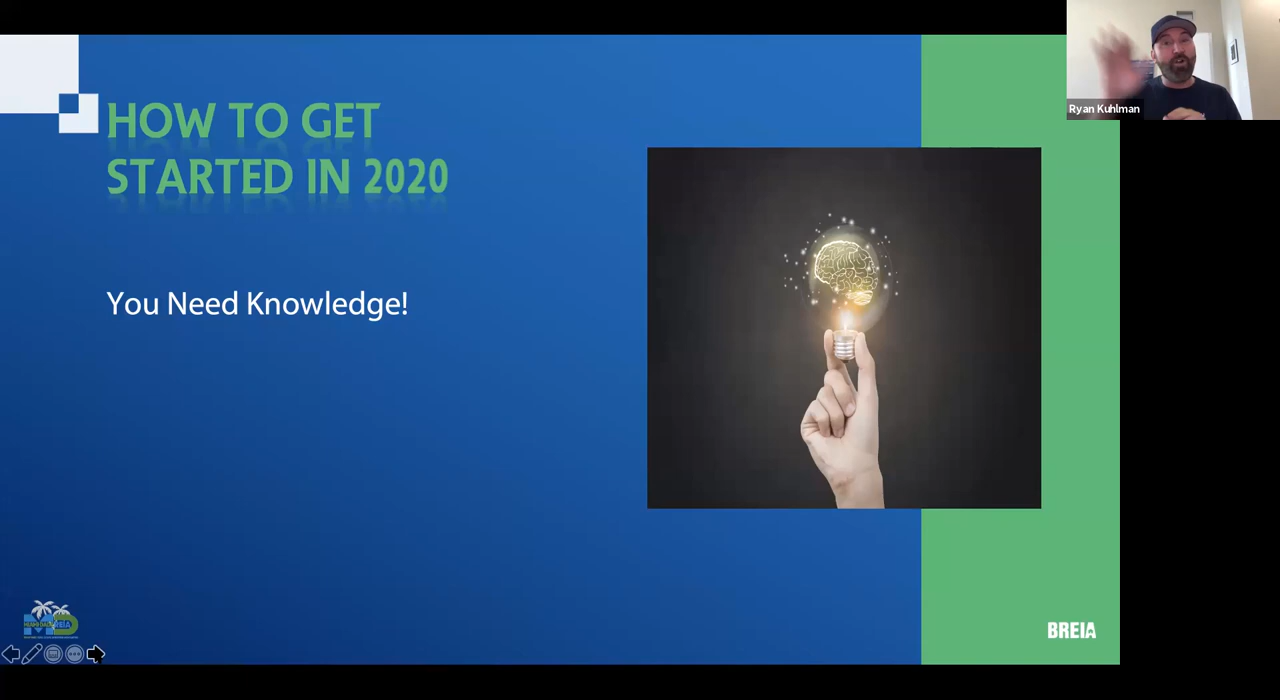 HOW TO GET
STARTED IN 2020
You Need Knowledge!
Ryan Kuhlman
BREIA